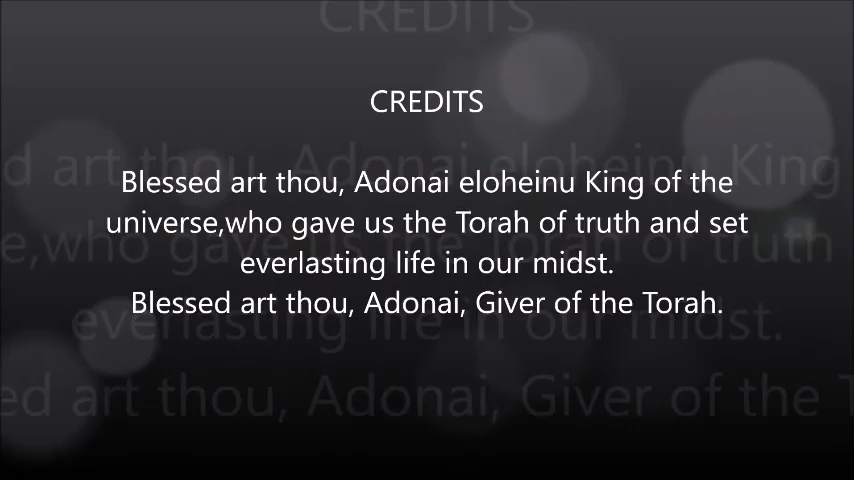 CREDITS
Blessed art thou, Adonai eloheinu King of the
universe,who gave us the Torah of truth and set
everlasting life in our midst.
Blessed art thou, Adonai, Giver of the Torah.